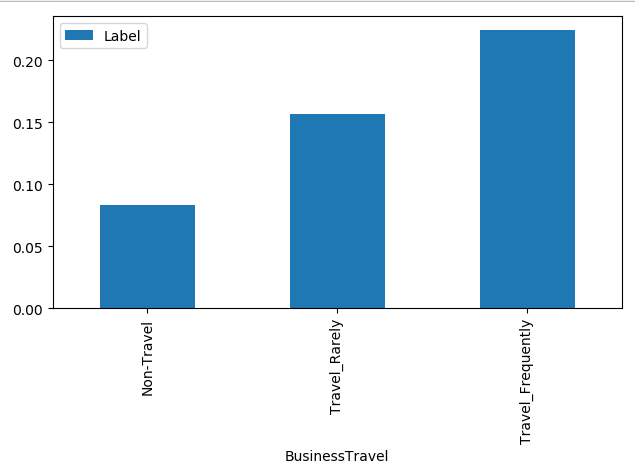 Label
0.20
0.15
0.10
0.05
0.00
Non-Travel
Travel_Rarely
Travel_Frequently
BusinessTravel